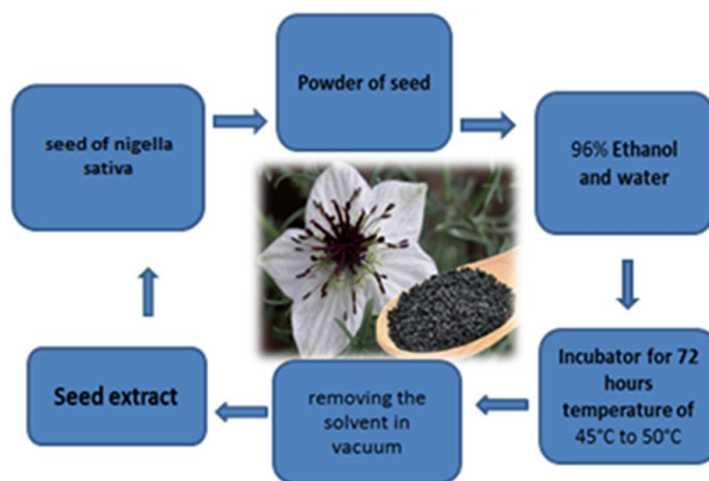 seed of nigella
sativa
Powder of seed
96% Ethanol
and water
Incubator for 72
hours
temperature of
45°C to 50°C
removing the
solvent in
vacuum
Seed extract